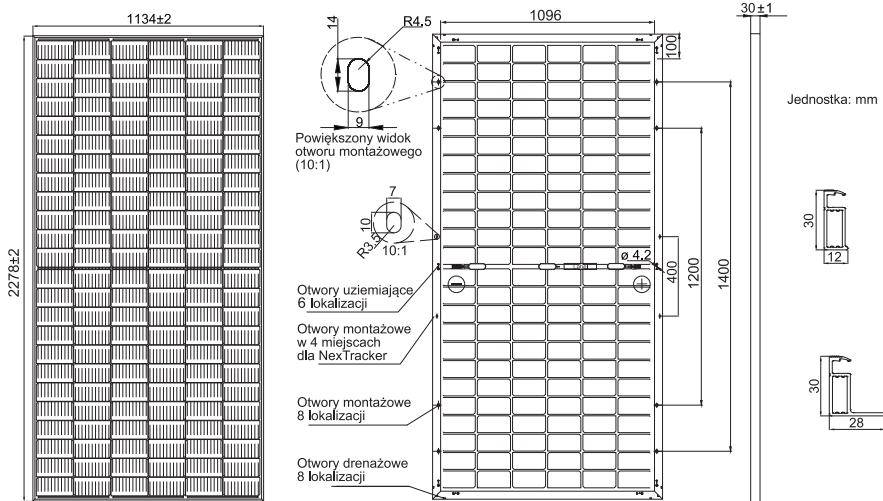 1134±2
2278±2
14
R4,5
9
Powiększony widok
otworu montażowego
(10:1)
7
10
R3,5
10:1
Otwory uziemiające
6 lokalizacji
Otwory montażowe
w 4 miejscach
dla NexTracker
Otwory montażowe
8 lokalizacji
Otwory drenażowe
8 lokalizacji
1096
100
ø 4,2
400
1200
1400
30±1
Jednostka: mm
30
12
30
28